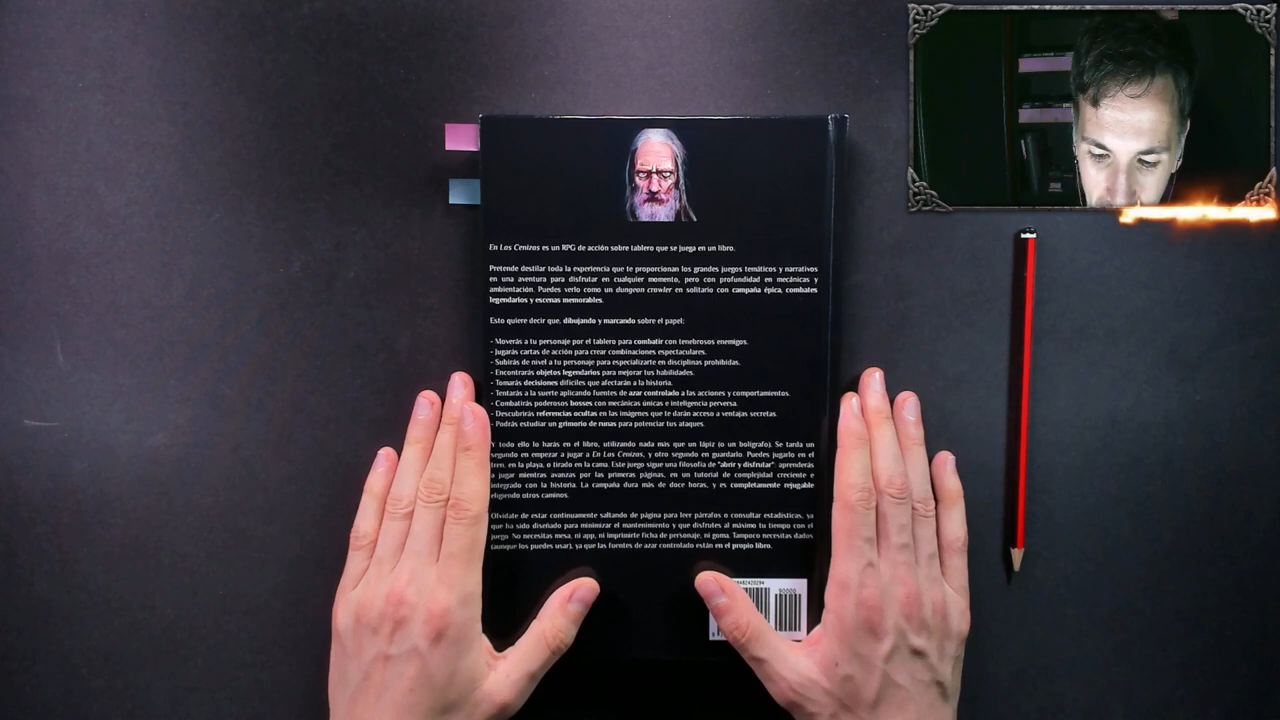 En Las Cenizas es un RPG de acción sobre tablero que se juega en un libro.
Pretende destilar toda la experiencia que te proporcionan los grandes juegos temáticos y narrativos
en una aventura para disfrutar en cualquier momento, pero con profundidad en mecánicas y
ambientación. Puedes verlo como un dungeon crawler en solitario con campaña épica, combates
legendarios y escenas memorables.
Esto quiere decir que, dibujando y marcando sobre el papel:
- Moverás a tu personaje por el tablero para combatir con tenebrosos enemigos.
- Jugarás cartas de acción para crear combinaciones espectaculares.
- Subirás de nivel a tu personaje para especializarte en disciplinas prohibidas.
- Encontrarás objetos legendarios para mejorar tus habilidades.
- Tomarás decisiones difíciles que afectarán a la historia.
- Tentarás a la suerte aplicando fuentes de azar controlado a las acciones y comportamientos.
- Combatirás poderosos bosses con mecánicas únicas e inteligencia perversa.
- Descubrirás referencias ocultas en las imágenes que te darán acceso a ventajas secretas.
- Podrás estudiar un grimorio de runas para potenciar tus ataques.
Y todo ello lo harás en el libro, utilizando nada más que un lápiz (o un bolígrafo). Se tarda un
segundo en empezar a jugar a En Las Cenizas, y otro segundo en guardarlo. Puedes jugarlo en el
tren, en la playa, o tirado en la cama. Este juego sigue una filosofía de "abrir y disfrutar": aprenderás
a jugar mientras avanzas por las primeras páginas, en un tutorial de complejidad creciente e
integrado con la historia. La campaña dura más de doce horas, y es completamente rejugable
eligiendo otros caminos.
Olvídate de estar continuamente saltando de página para leer párrafos o consultar estadísticas, ya
que ha sido diseñado para minimizar el mantenimiento y que disfrutes al máximo tu tiempo con el
juego. No necesitas mesa, ni app, ni imprimirte ficha de personaje, ni goma. Tampoco necesitas dados
(aunque los puedes usar), ya que las fuentes de azar controlado están en el propio libro.
90000